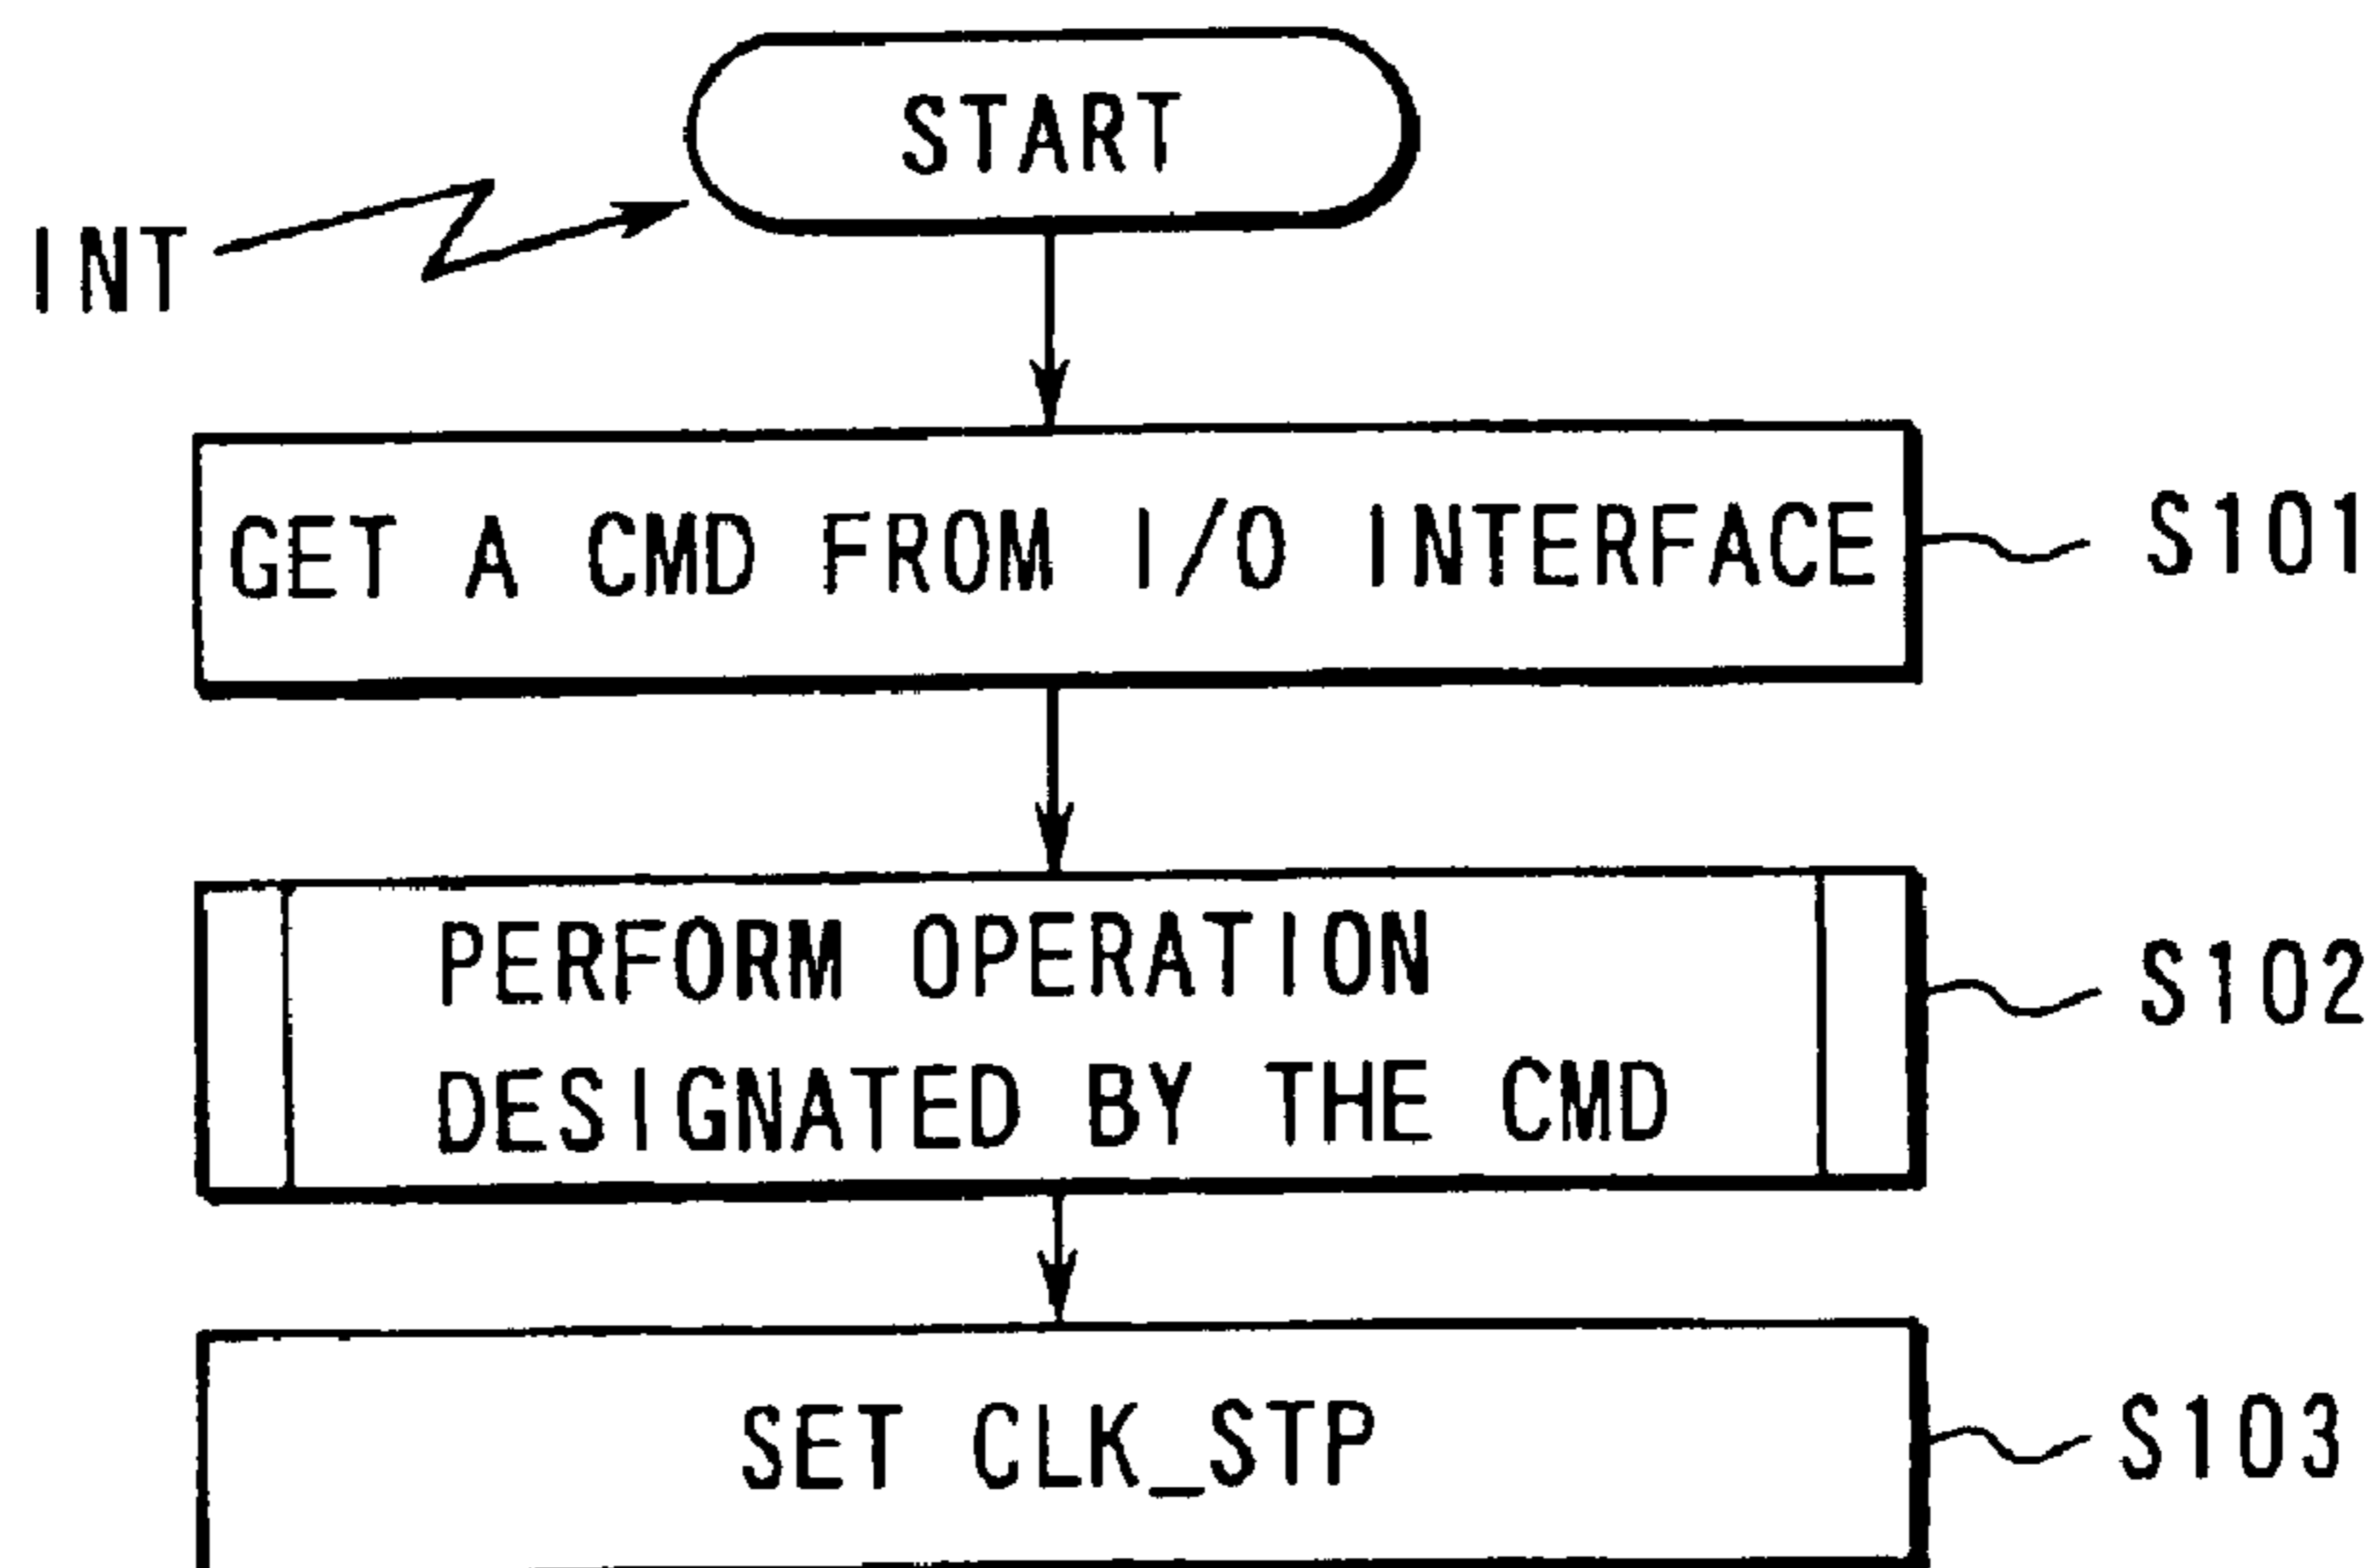 START
INT
GET A CMD FROM I/O INTERFACE
S101
PERFORM OPERATION
DESIGNATED BY THE CMD
S102
SET CLK_STP
S103